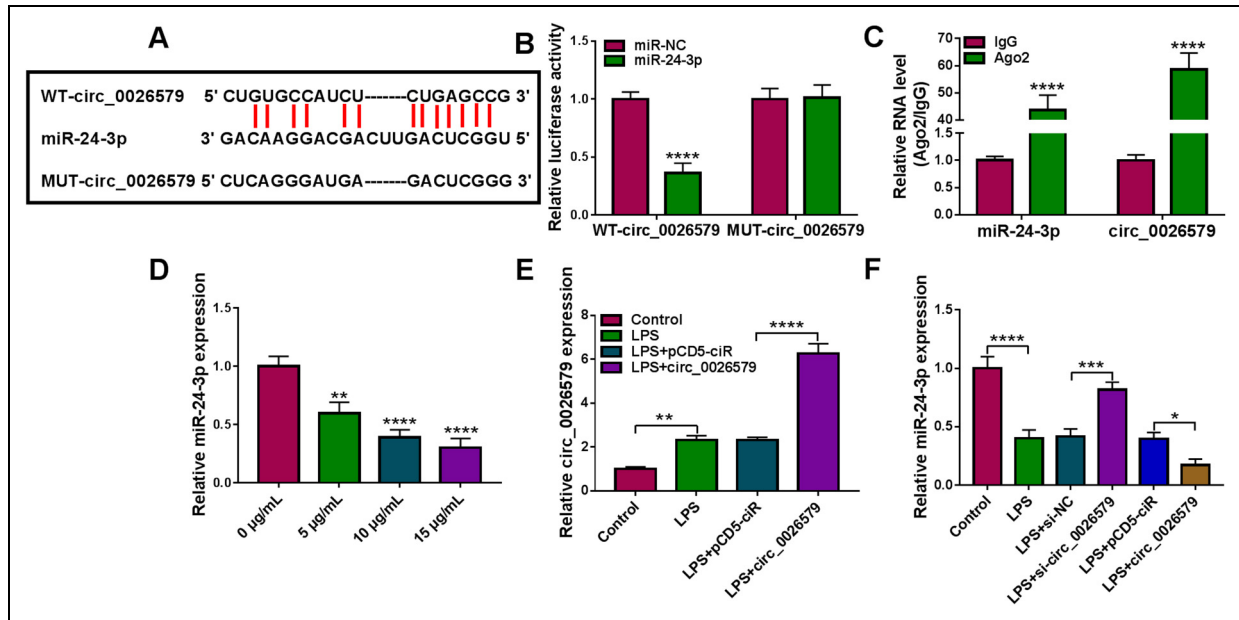 A
WT-circ_0026579 5' CUGUGCCAUCU-------CUGAGCCG 3'
miR-24-3p 3' GACAAGGACGACUUGACUCGGU 5'
MUT-circ_0026579 5' CUCAGGGAUGA-------GACUCGGG 3'
B
Relative luciferase activity
1.5
1.0
0.5
0.0
miR-NC
miR-24-3p
****
WT-circ_0026579 MUT-circ_0026579
C
Relative RNA level
(Ago2/IgG)
70
60
50
40
1.5
1.0
0.5
0.0
IgG
Ago2
****
****
miR-24-3p circ_0026579
D
Relative miR-24-3p expression
1.5
1.0
0.5
0.0
**
****
****
0 µg/mL
5 µg/mL
10 µg/mL
15 µg/mL
E
Relative circ_0026579 expression
8
6
4
2
0
Control
LPS
LPS+pCD5-ciR
LPS+circ_0026579
**
****
Control
LPS
LPS+pCD5-ciR
LPS+circ_0026579
F
Relative miR-24-3p expression
1.5
1.0
0.5
0.0
****
***
*
Control
LPS
LPS+si-NC
LPS+si-circ_0026579
LPS+pCD5-ciR
LPS+circ_0026579